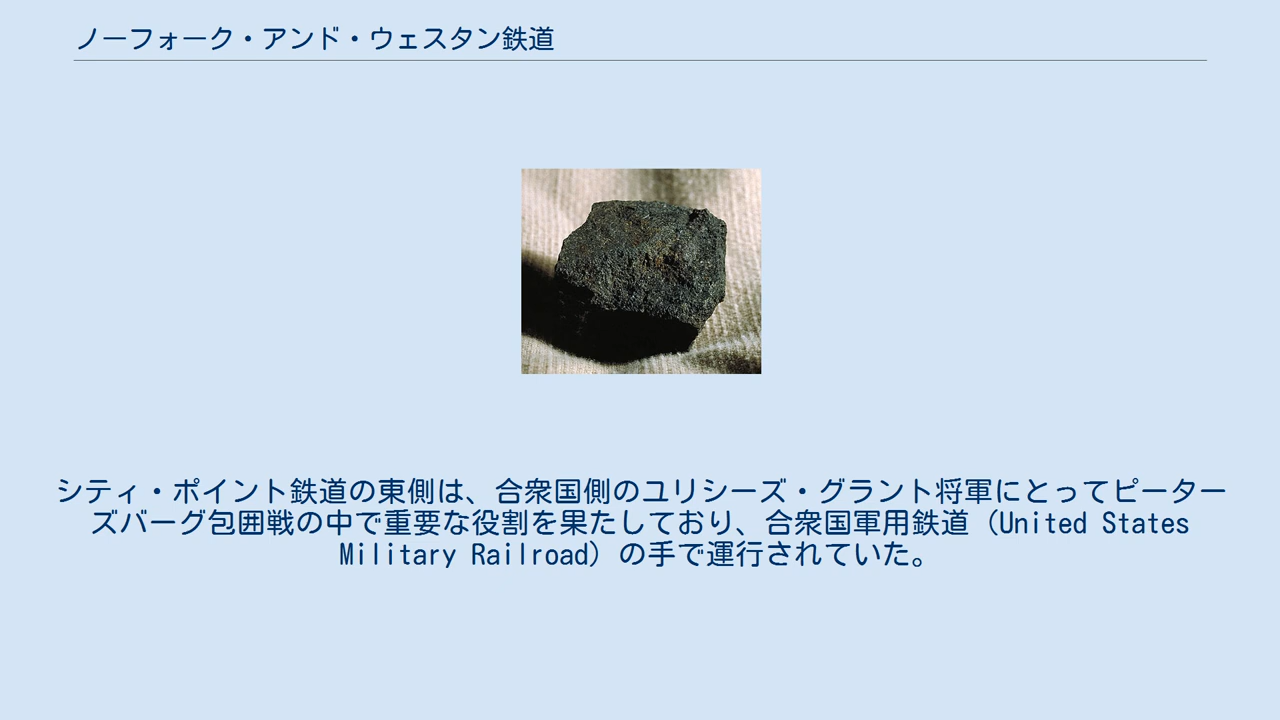 ノーフォーク・アンド・ウェスタン鉄道
シティ・ポイント鉄道の東側は、合衆国側のユリシーズ・グラント将軍にとってピーター
ズバーグ包囲戦の中で重要な役割を果たしており、合衆国軍用鉄道（United States
Military Railroad）の手で運行されていた。